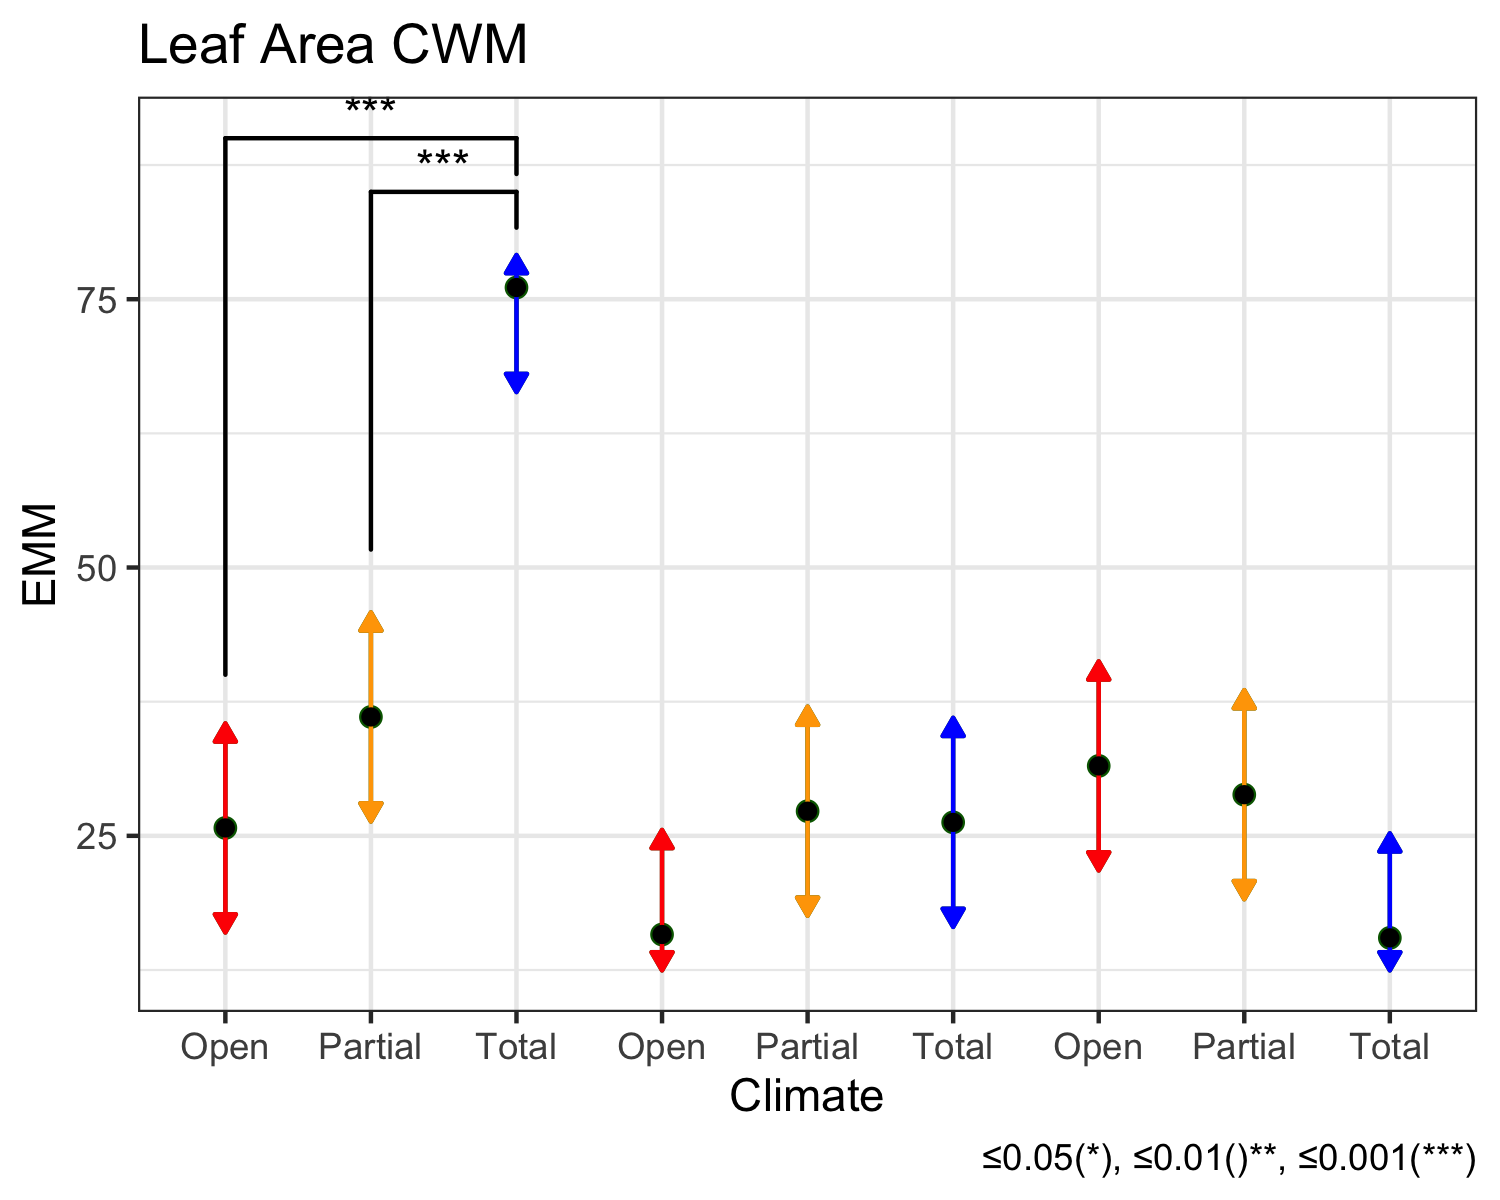 Leaf Area CWM
***
***
75
50
25
EMM
Open Partial Total Open Partial Total Open Partial Total
Climate
≤0.05(*), ≤0.01()**, ≤0.001(***)